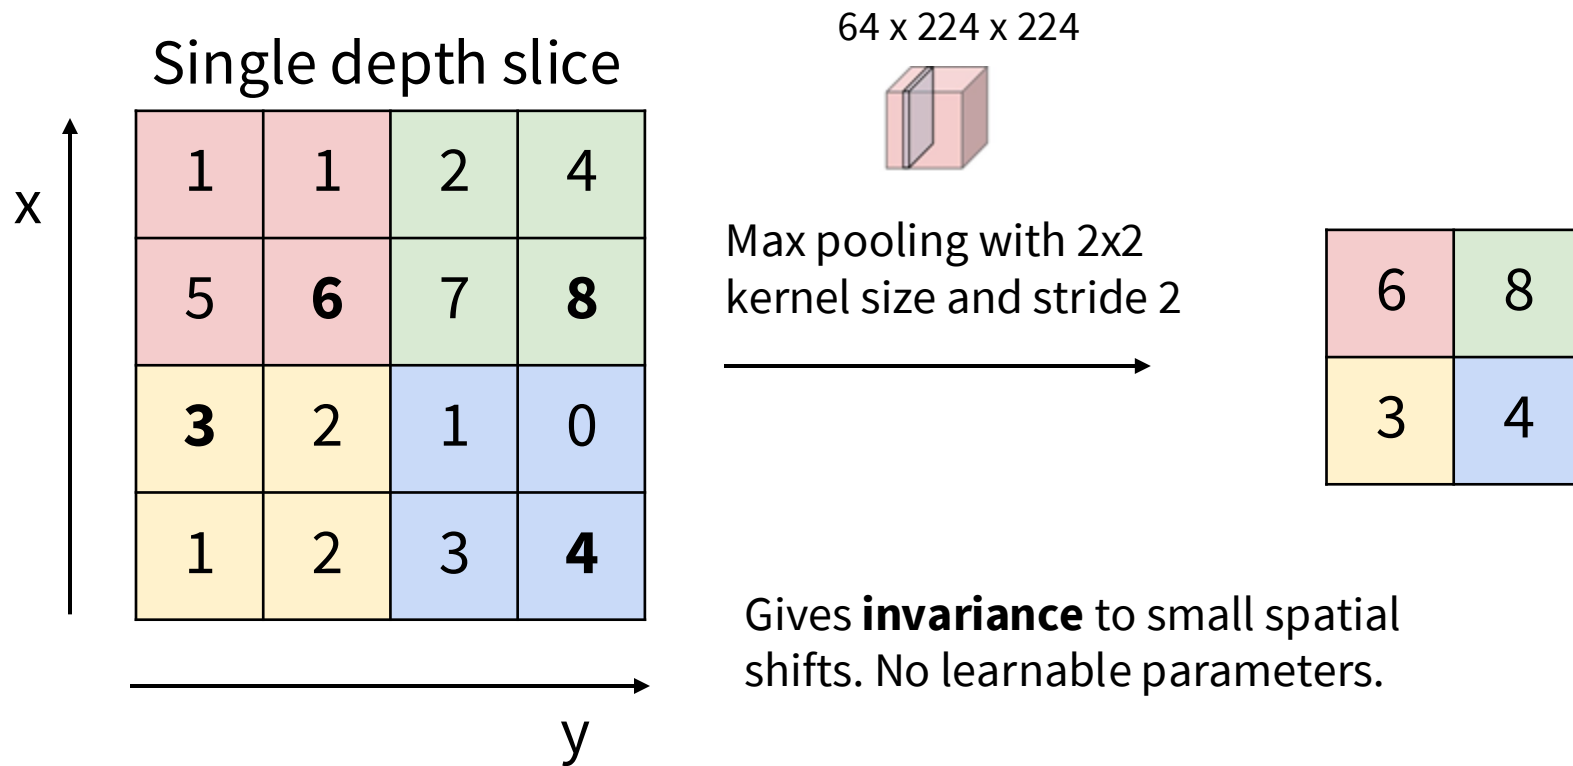 64 x 224 x 224
Single depth slice
x
1 1 2 4
5 6 7 8
3 2 1 0
1 2 3 4
y
Max pooling with 2x2
kernel size and stride 2
6 8
3 4
Gives invariance to small spatial
shifts. No learnable parameters.